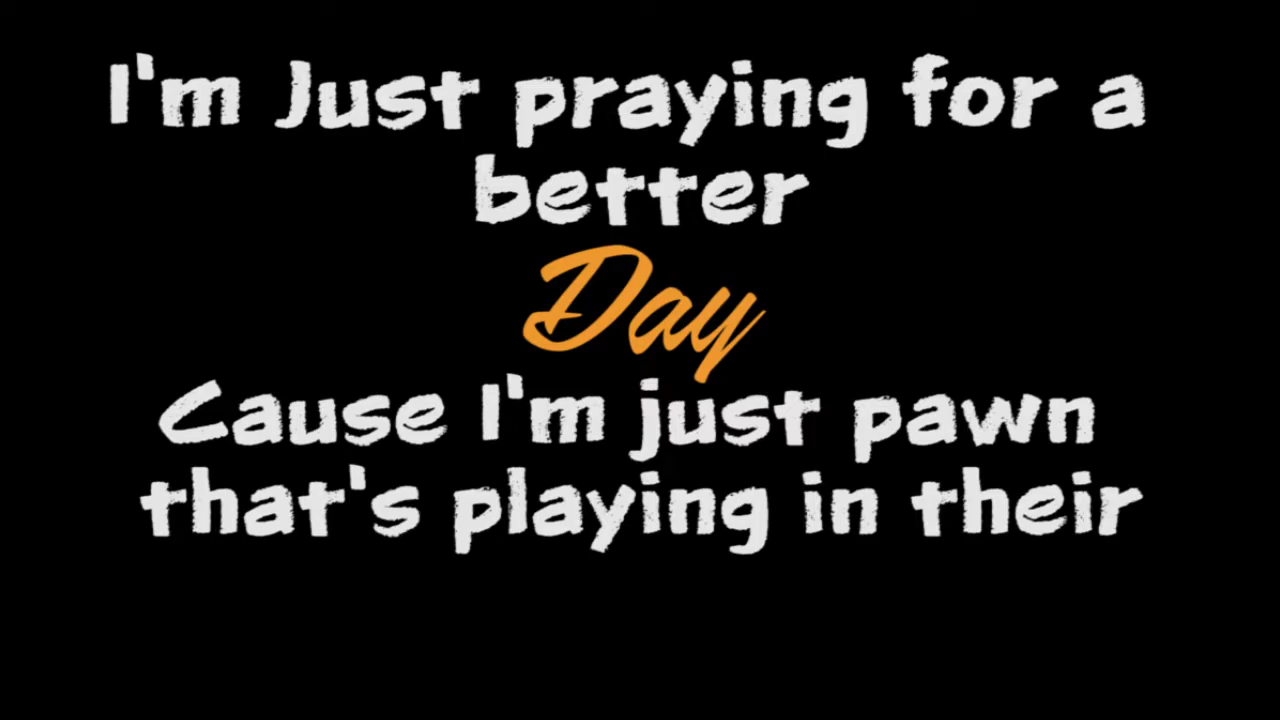 I'm Just praying for a
better
Day
Cause I'm just pawn
that's playing in their